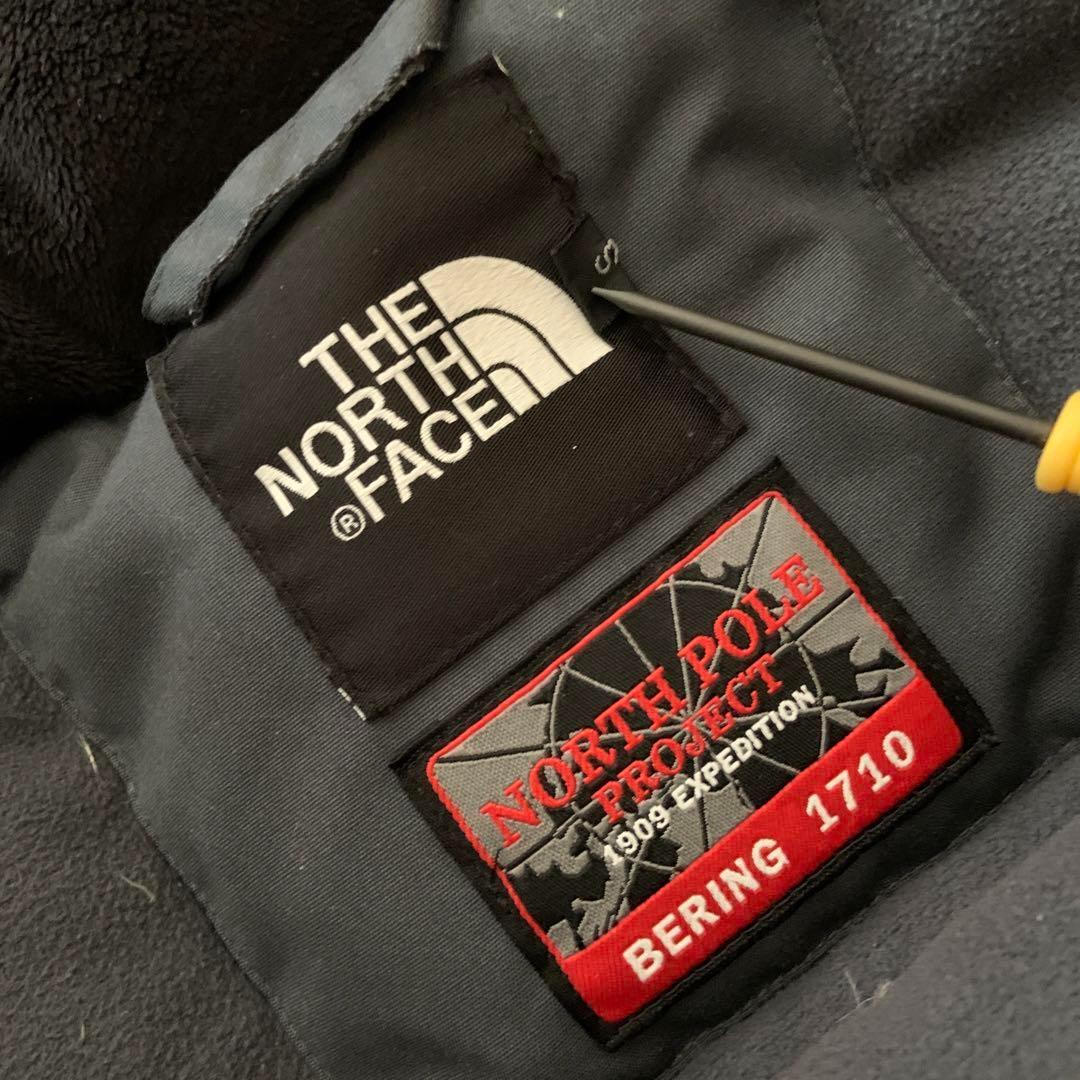 THE
NORTH
FACE
®
S
NORTH POLE
PROJECT
1909 EXPEDITION
BERING 1710